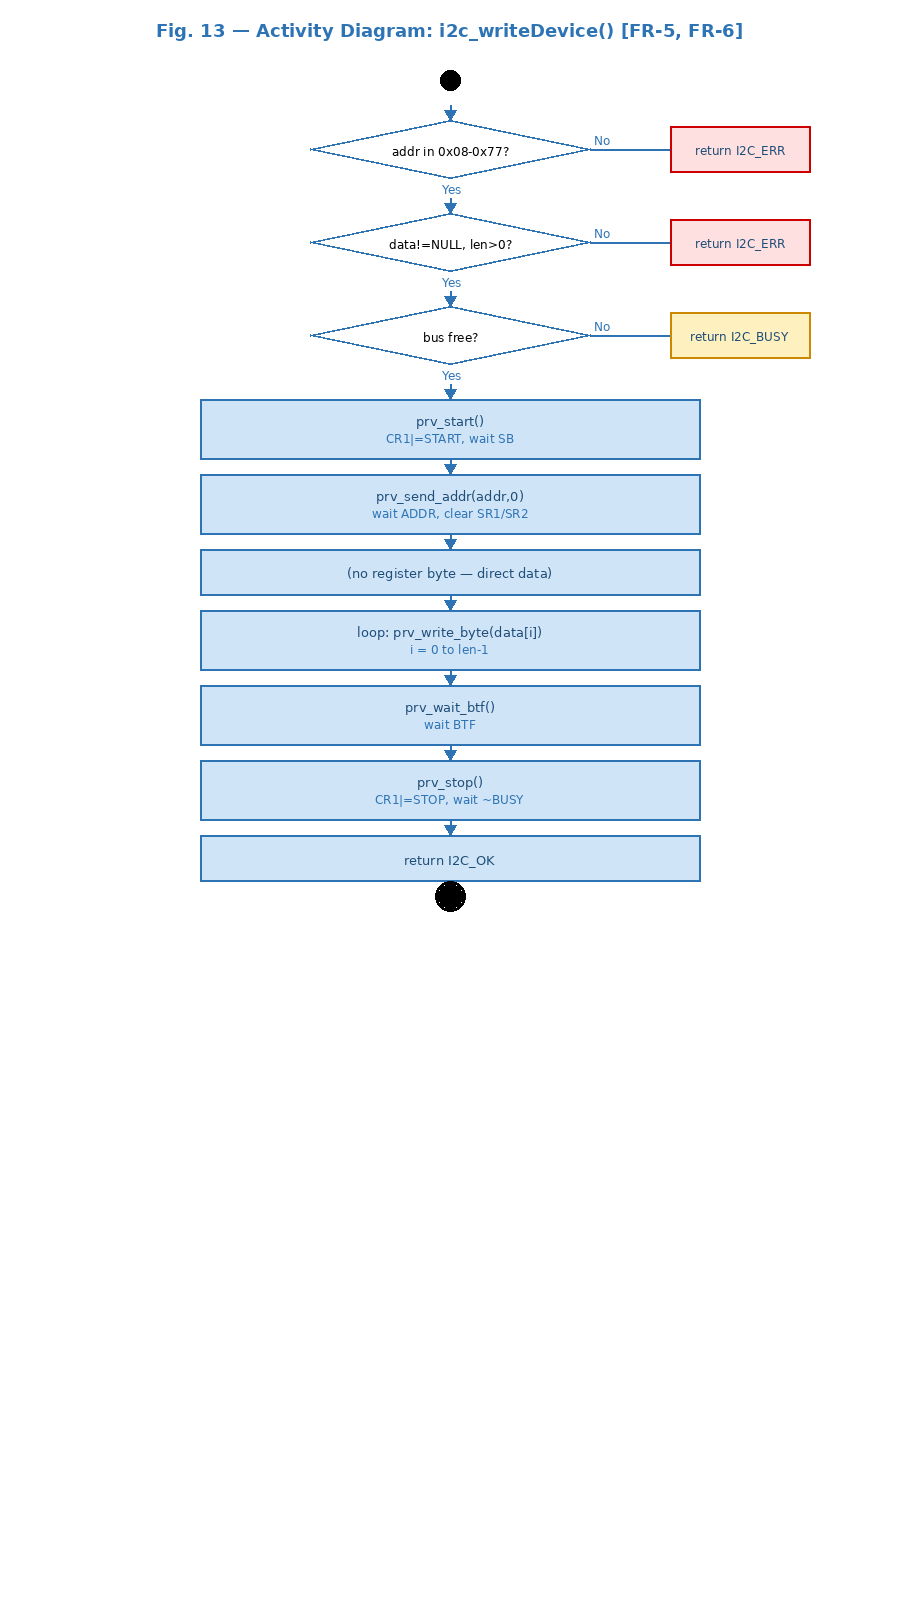 Fig. 13 — Activity Diagram: i2c_writeDevice() [FR-5, FR-6]
addr in 0x08-0x77?
No
return I2C_ERR
Yes
data!=NULL, len>0?
No
return I2C_ERR
Yes
bus free?
No
return I2C_BUSY
Yes
prv_start()
CR1|=START, wait SB
prv_send_addr(addr,0)
wait ADDR, clear SR1/SR2
(no register byte — direct data)
loop: prv_write_byte(data[i])
i = 0 to len-1
prv_wait_btf()
wait BTF
prv_stop()
CR1|=STOP, wait ~BUSY
return I2C_OK